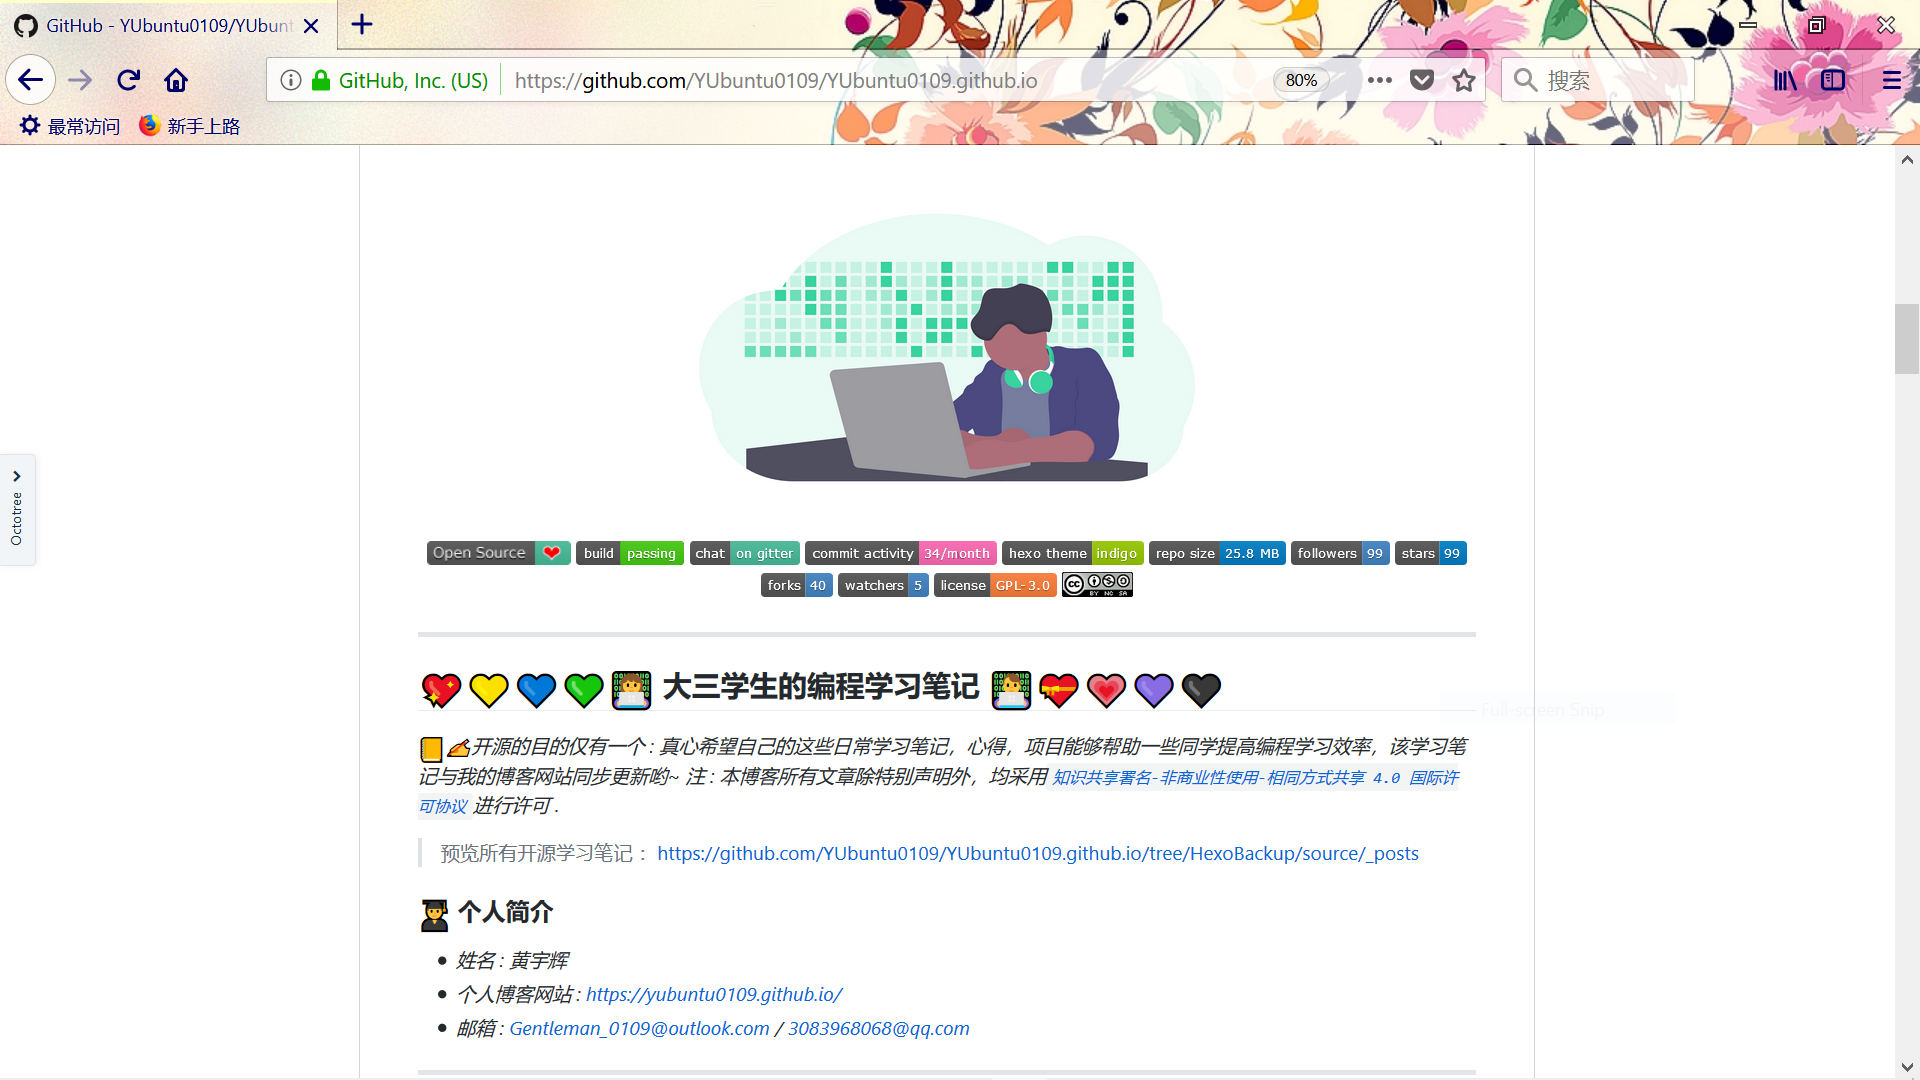 GitHub - YUbuntu0109/YUbunt
GitHub, Inc. (US)
https://github.com/YUbuntu0109/YUbuntu0109.github.io
80%
搜索
最常访问
新手上路
Octotree
Open Source ❤ build passing chat on gitter commit activity 34/month hexo theme indigo repo size 25.8 MB followers 99 stars 99
forks 40 watchers 5 license GPL-3.0 cc BY NC SA
大三学生的编程学习笔记
Full-screen Snip
开源的目的仅有一个 : 真心希望自己的这些日常学习笔记，心得，项目能够帮助一些同学提高编程学习效率，该学习笔
记与我的博客网站同步更新哟~ 注 : 本博客所有文章除特别声明外，均采用 知识共享署名-非商业性使用-相同方式共享 4.0 国际许
可协议 进行许可 .
预览所有开源学习笔记 ： https://github.com/YUbuntu0109/YUbuntu0109.github.io/tree/HexoBackup/source/_posts
个人简介
姓名 : 黄宇辉
个人博客网站 : https://yubuntu0109.github.io/
邮箱 : Gentleman_0109@outlook.com / 3083968068@qq.com